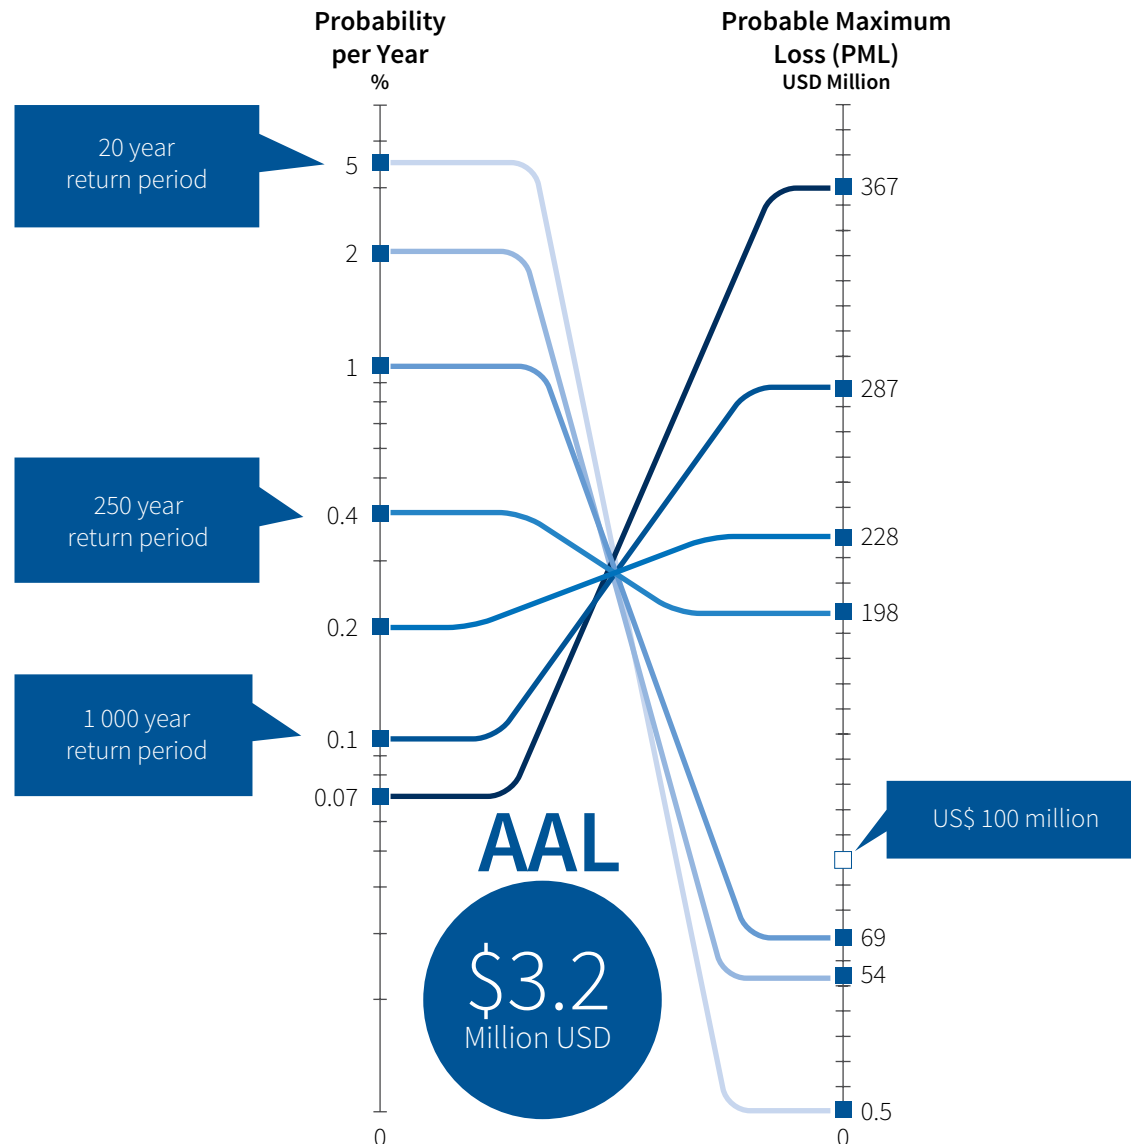 Probability
per Year
%
Probable Maximum
Loss (PML)
USD Million
20 year
return period
5
367
2
1
287
250 year
return period
0.4
228
198
0.2
1 000 year
return period
0.1
0.07
US$ 100 million
AAL
69
$3.2
Million USD
54
0.5
0
0